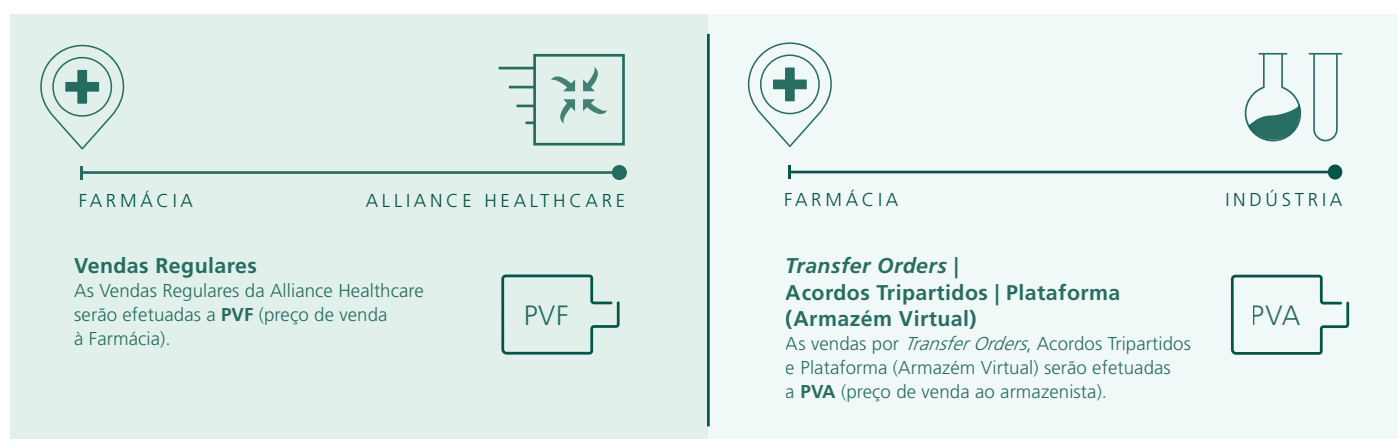 FARMÁCIA
ALLIANCE HEALTHCARE
Vendas Regulares
As Vendas Regulares da Alliance Healthcare
serão efetuadas a PVF (preço de venda
à Farmácia).
PVF
FARMÁCIA
INDÚSTRIA
Transfer Orders |
Acordos Tripartidos | Plataforma
(Armazém Virtual)
As vendas por Transfer Orders, Acordos Tripartidos
e Plataforma (Armazém Virtual) serão efetuadas
a PVA (preço de venda ao armazenista).
PVA